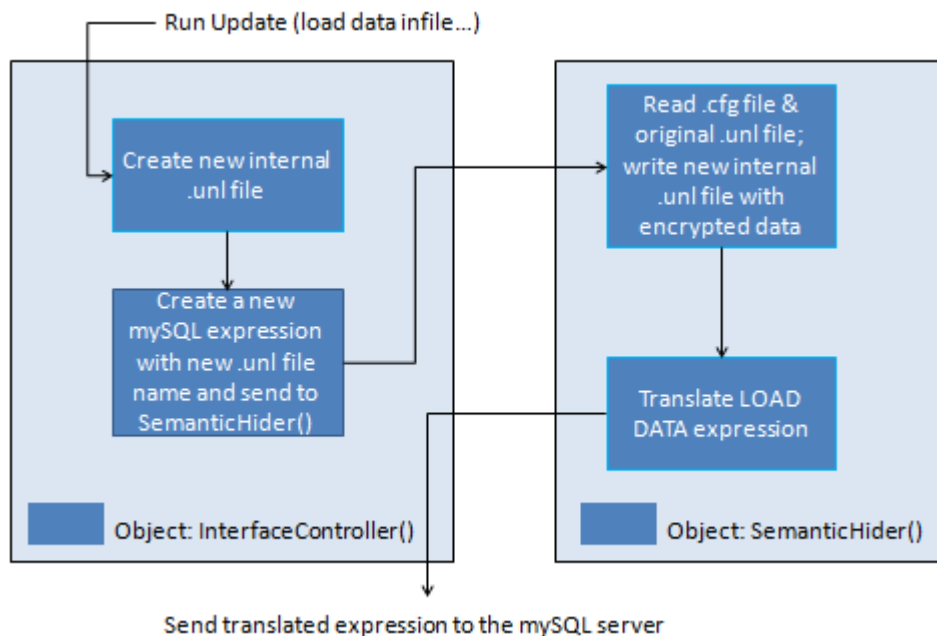 Run Update (load data infile...)
Create new internal
.unl file
Create a new
mySQL expression
with new .unl file
name and send to
SemanticHider()
Object: InterfaceController()
Read .cfg file &
original .unl file;
write new internal
.unl file with
encrypted data
Translate LOAD
DATA expression
Object: SemanticHider()
Send translated expression to the mySQL server